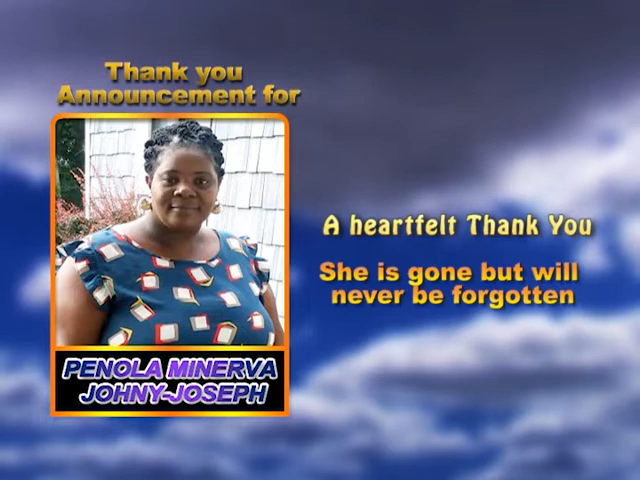 Thank you
Announcement for
PENOLA MINERVA
JOHNY-JOSEPH
A heartfelt Thank You
She is gone but will
never be forgotten